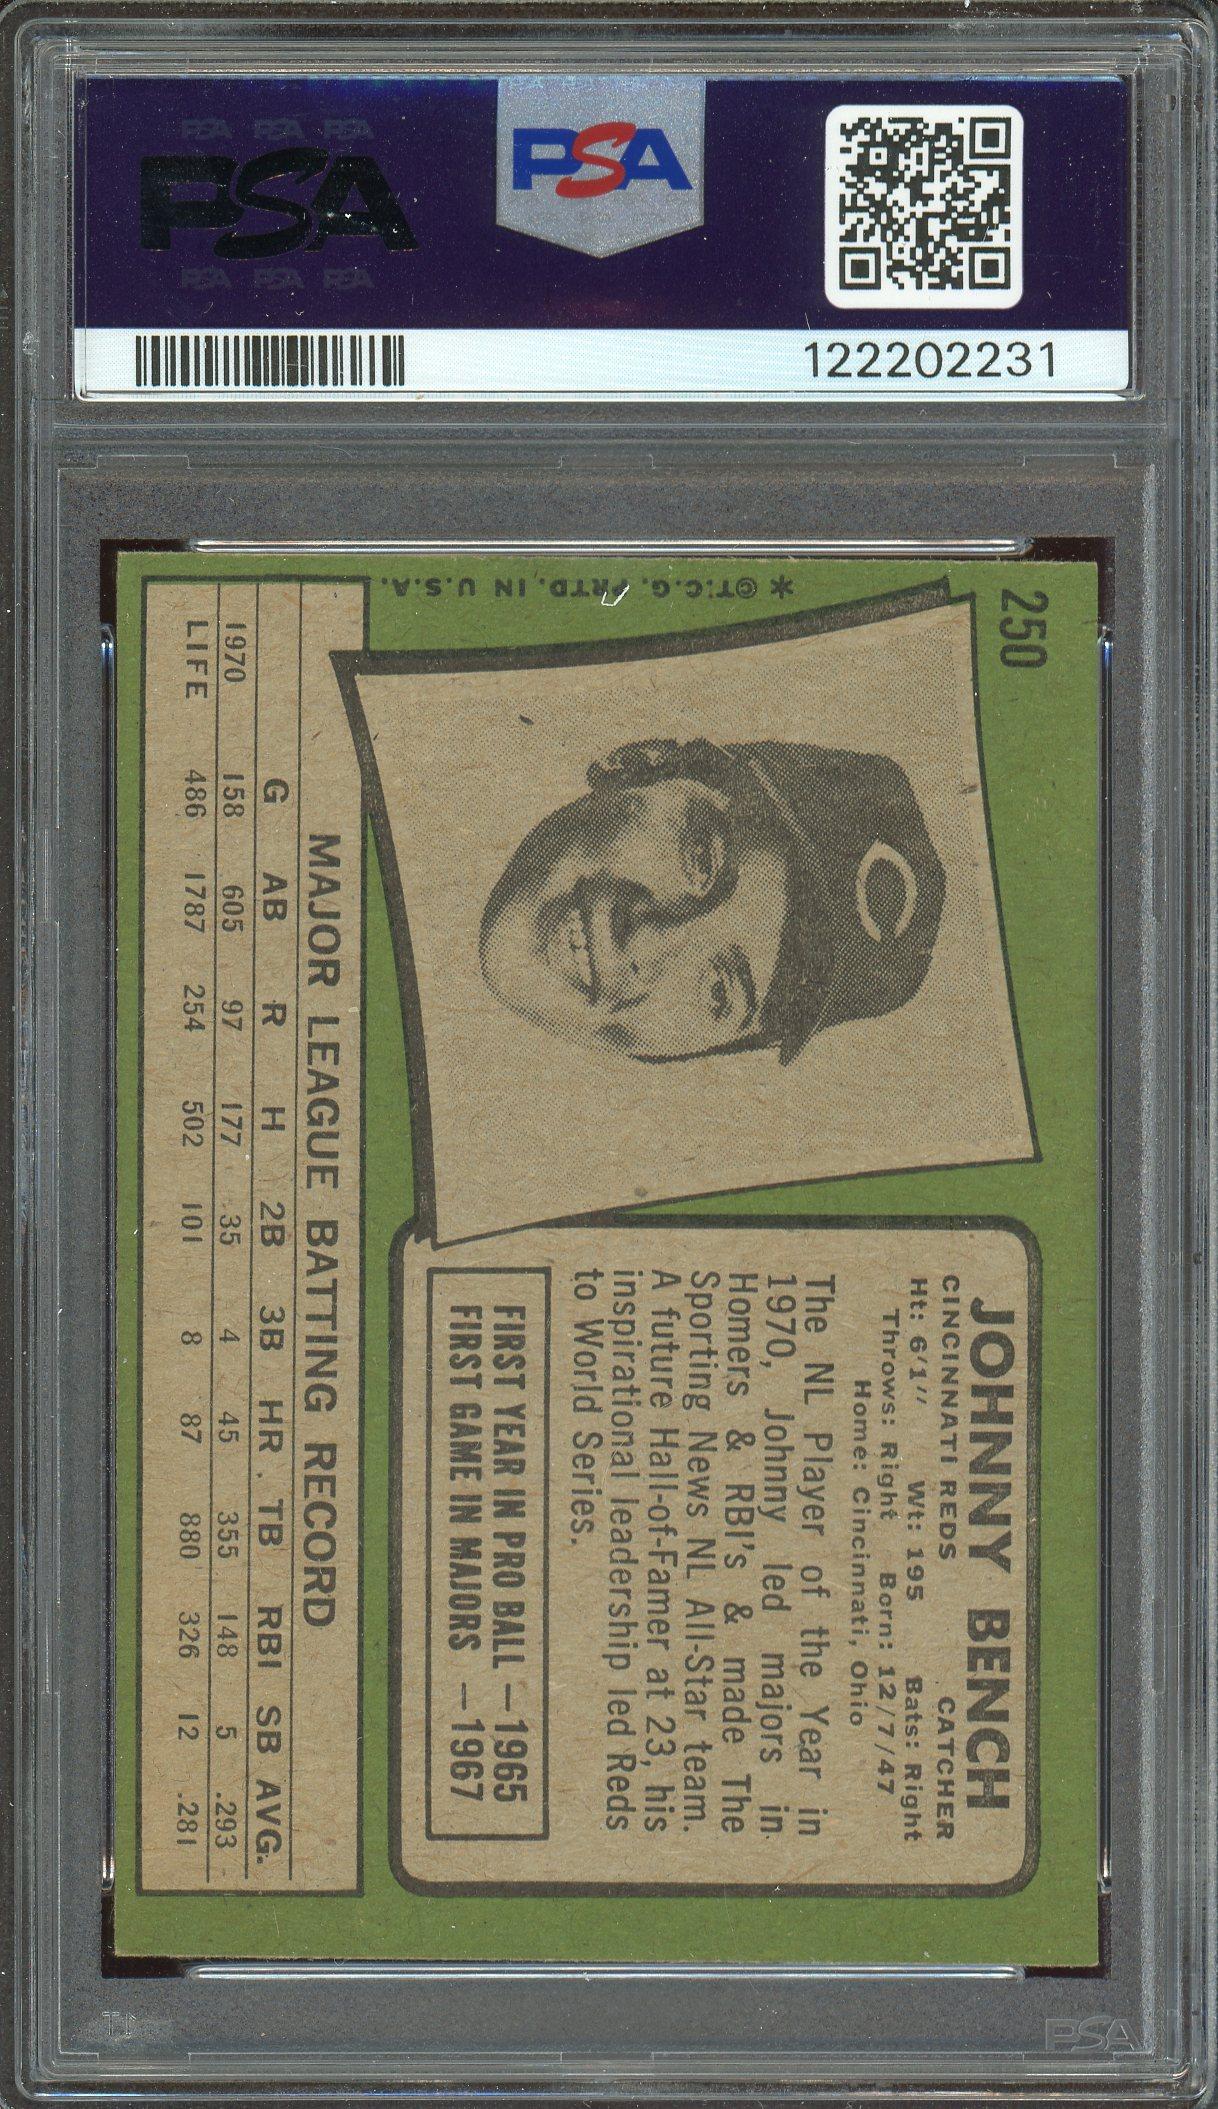 PSA PSA PSA
PSA
PSA PSA PSA
PSA
122202231
250
JOHNNY BENCH
CINCINNATI REDS CATCHER
Ht: 6'1'' Wt: 195 Bats: Right
Throws: Right Born: 12/7/47
Home: Cincinnati, Ohio
The NL Player of the Year in
1970, Johnny led majors in
Homers & RBI's & made The
Sporting News NL All-Star team.
A future Hall-of-Famer at 23, his
inspirational leadership led Reds
to World Series.
FIRST YEAR IN PRO BALL —1965
FIRST GAME IN MAJORS —1967
C
* ©T.C.G. PRTD. IN U.S.A.
MAJOR LEAGUE BATTING RECORD
G AB R H 2B 3B HR TB RBI SB AVG.
1970 158 605 97 177 35 4 45 355 148 5 .293
LIFE 486 1787 254 502 101 8 87 880 326 12 .281
PSA